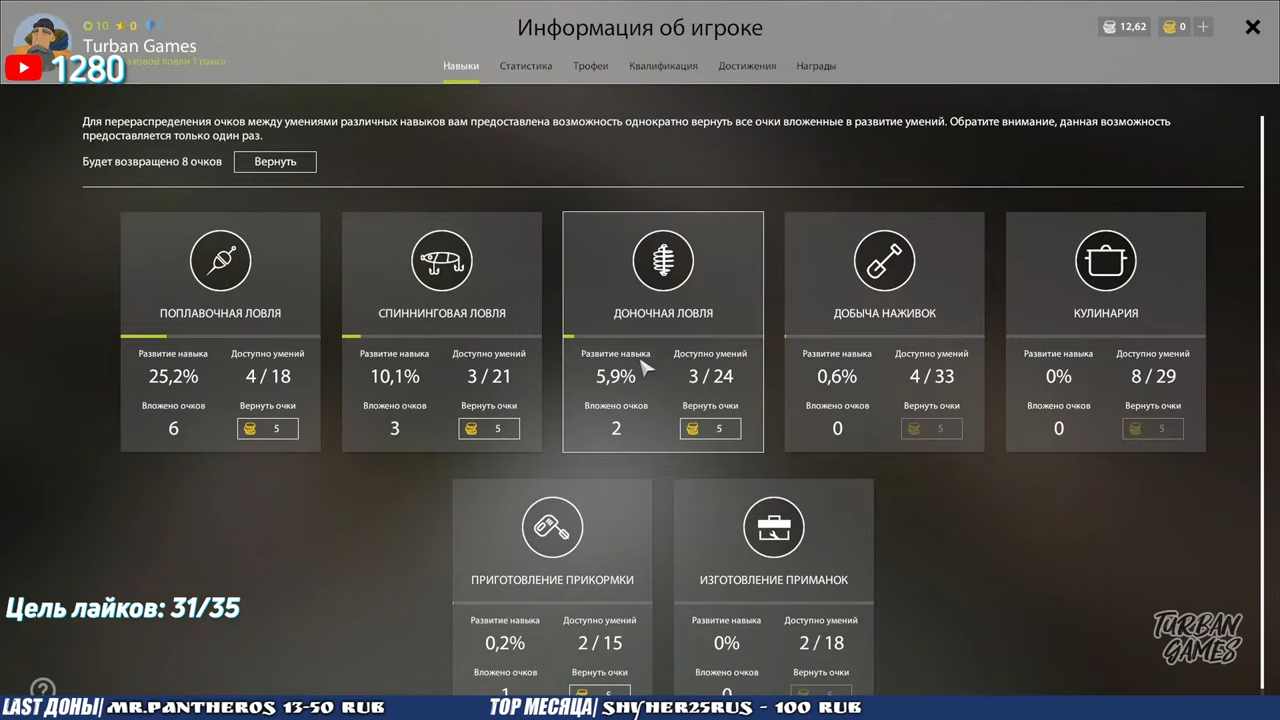 10 0
Turban Games
1280
Информация об игроке
12,62 0 +
Навыки Статистика Трофеи Квалификация Достижения Награды
Для перераспределения очков между умениями различных навыков вам предоставлена возможность однократно вернуть все очки вложенные в развитие умений. Обратите внимание, данная возможность
предоставляется только один раз.
Будет возвращено 8 очков Вернуть
ПОПЛАВОЧНАЯ ЛОВЛЯ
Развитие навыка Доступно умений
25,2% 4 / 18
Вложено очков Вернуть очки
6 5
СПИННИНГОВАЯ ЛОВЛЯ
Развитие навыка Доступно умений
10,1% 3 / 21
Вложено очков Вернуть очки
3 5
ДОНОЧНАЯ ЛОВЛЯ
Развитие навыка Доступно умений
5,9% 3 / 24
Вложено очков Вернуть очки
2 5
ДОБЫЧА НАЖИВОК
Развитие навыка Доступно умений
0,6% 4 / 33
Вложено очков Вернуть очки
0 5
КУЛИНАРИЯ
Развитие навыка Доступно умений
0% 8 / 29
Вложено очков Вернуть очки
0 5
ПРИГОТОВЛЕНИЕ ПРИКОРМКИ
Развитие навыка Доступно умений
0,2% 2 / 15
Вложено очков Вернуть очки
1 5
ИЗГОТОВЛЕНИЕ ПРИМАНОК
Развитие навыка Доступно умений
0% 2 / 18
Вложено очков Вернуть очки
0 5
Цель лайков: 31/35
TURBAN
GAMES
?
LAST ДОНЫ| MR.PANTHEROS 13-50 RUB TOP МЕСЯЦА| SHYHER25RUS - 100 RUB